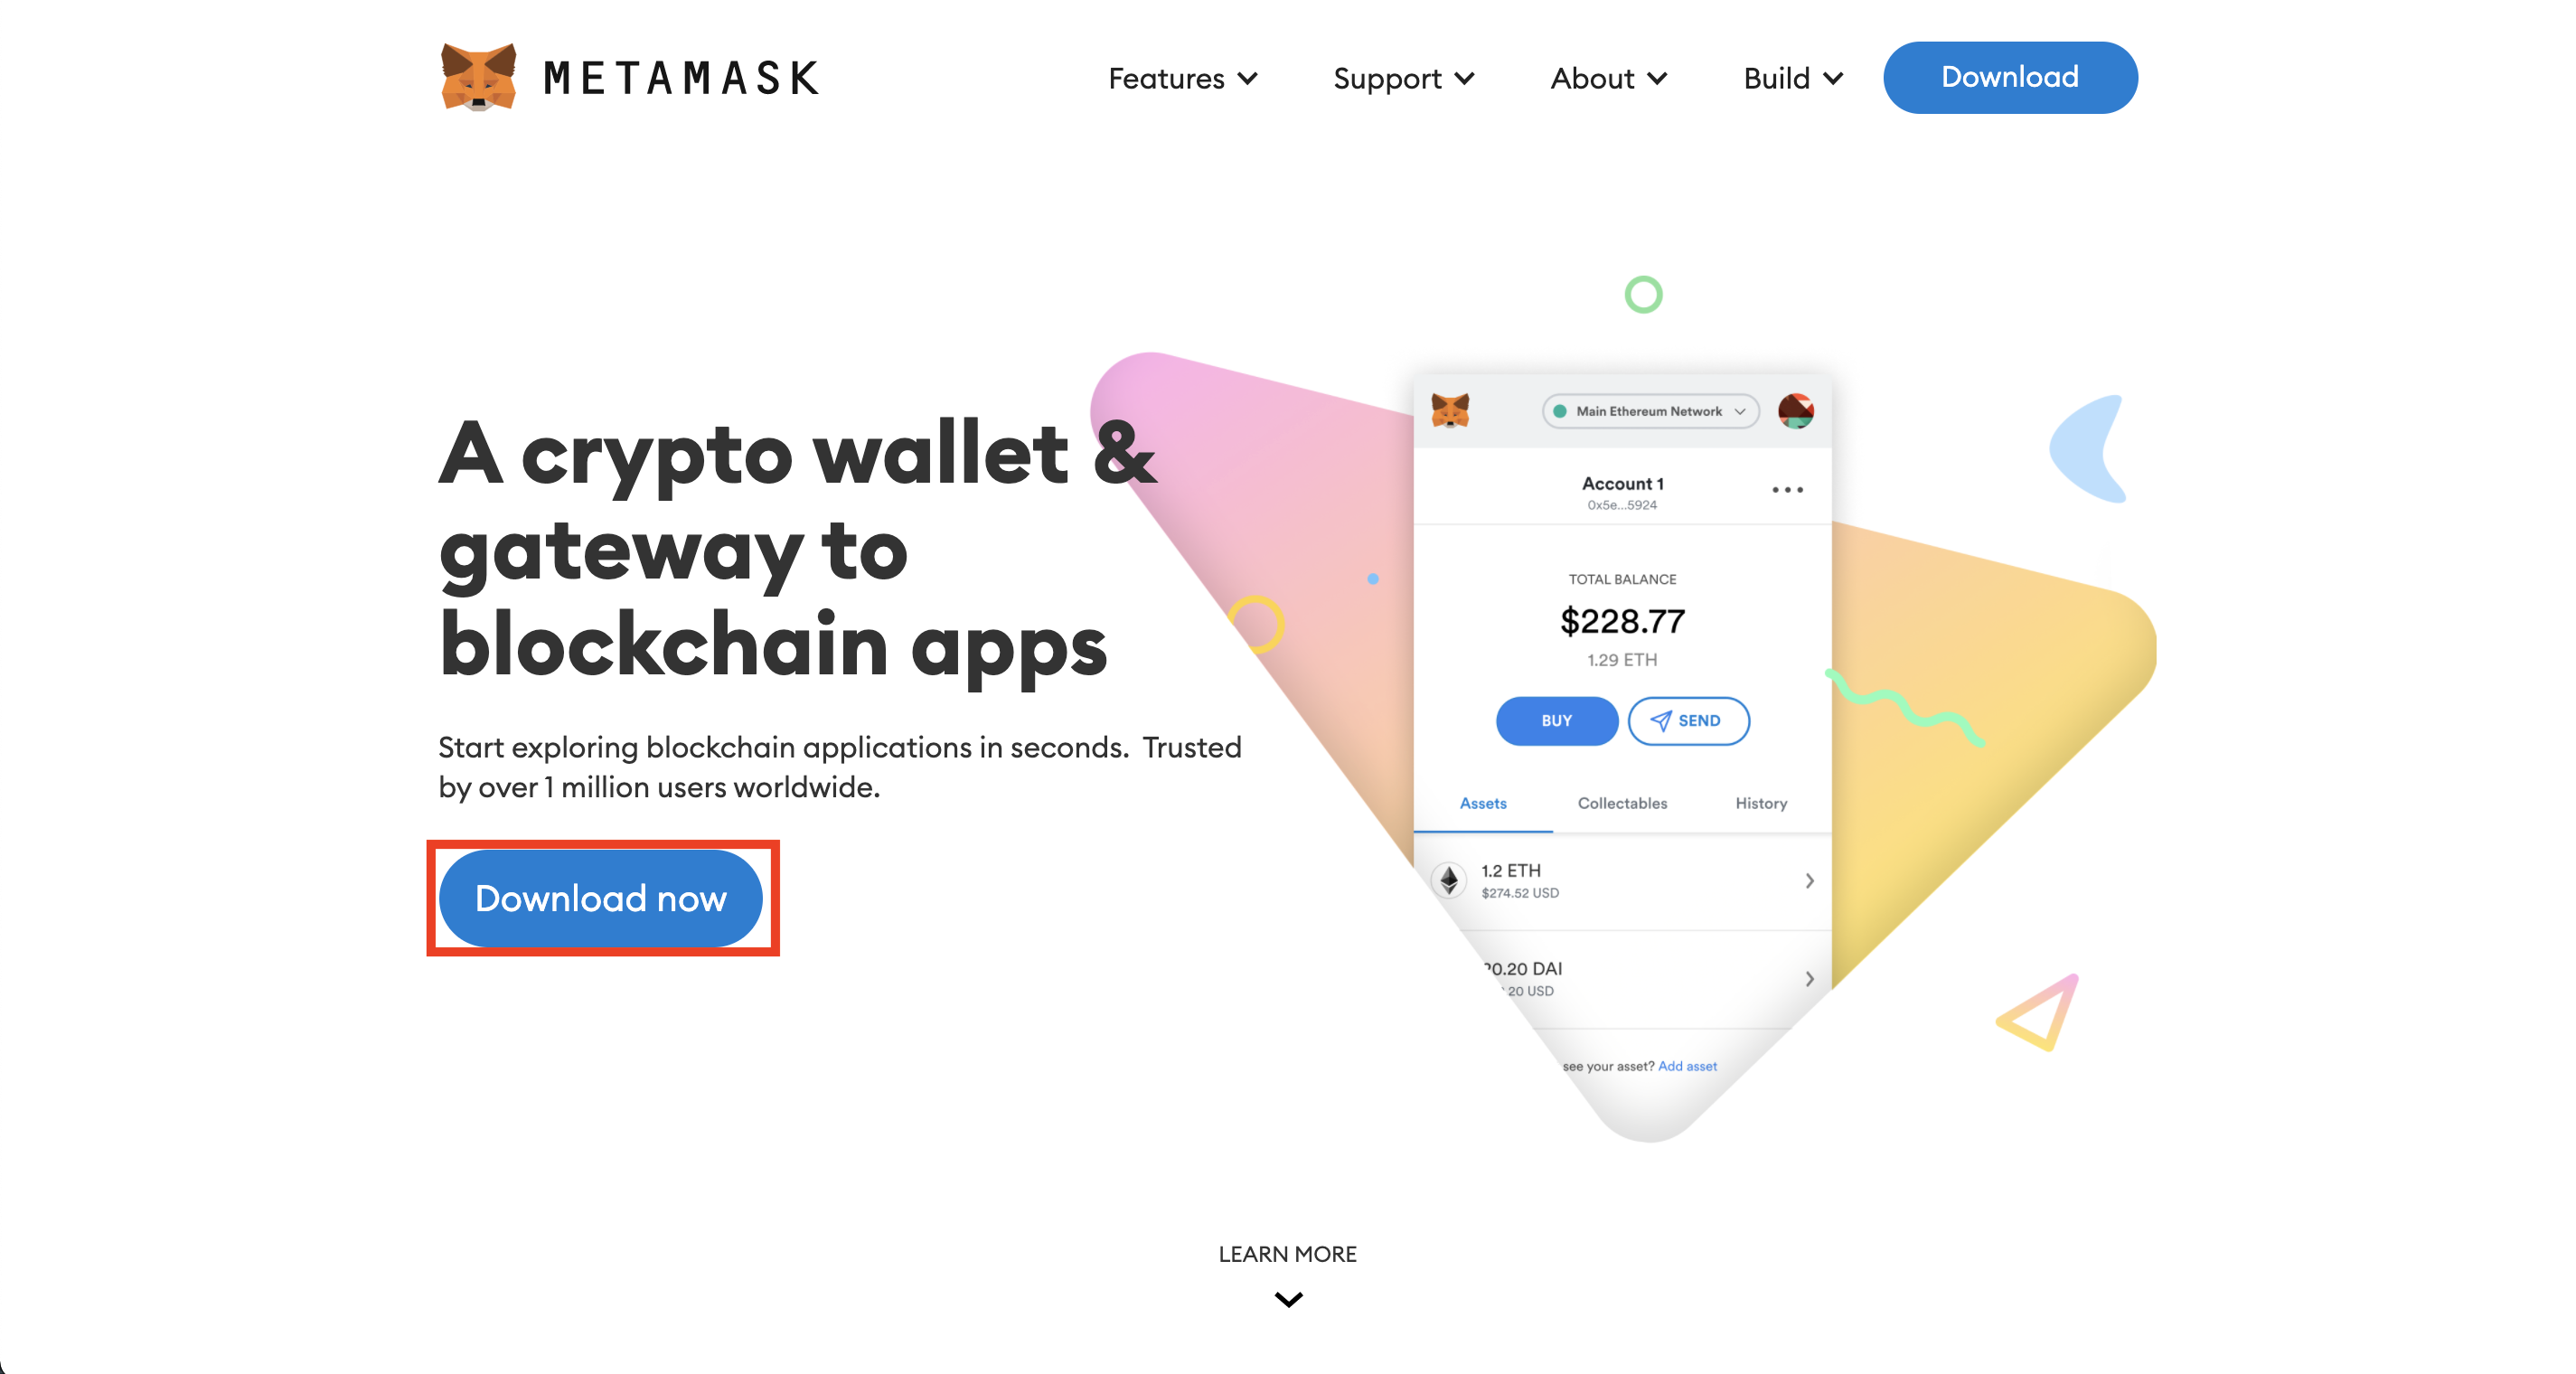 METAMASK
Features
Support
About
Build
Download
A crypto wallet &
gateway to
blockchain apps
Start exploring blockchain applications in seconds. Trusted
by over 1 million users worldwide.
Download now
Main Ethereum Network
Account 1
0x5e...5924
TOTAL BALANCE
$228.77
1.29 ETH
BUY
SEND
Assets
Collectables
History
1.2 ETH
$274.52 USD
0.20 DAI
20 USD
see your asset? Add asset
LEARN MORE